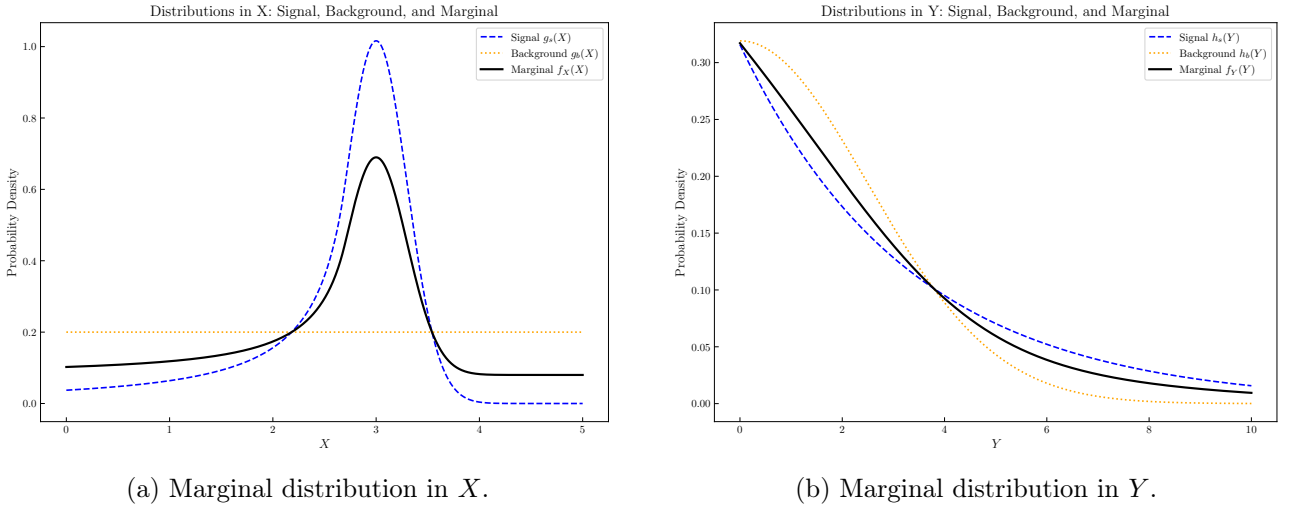 Distributions in X: Signal, Background, and Marginal
Signal g_s(X)
Background g_b(X)
Marginal f_X(X)
Probability Density
1.0
0.8
0.6
0.4
0.2
0.0
0 1 2 3 4 5
X
(a) Marginal distribution in X.
Distributions in Y: Signal, Background, and Marginal
Signal h_s(Y)
Background h_b(Y)
Marginal f_Y(Y)
Probability Density
0.30
0.25
0.20
0.15
0.10
0.05
0.00
0 2 4 6 8 10
Y
(b) Marginal distribution in Y.